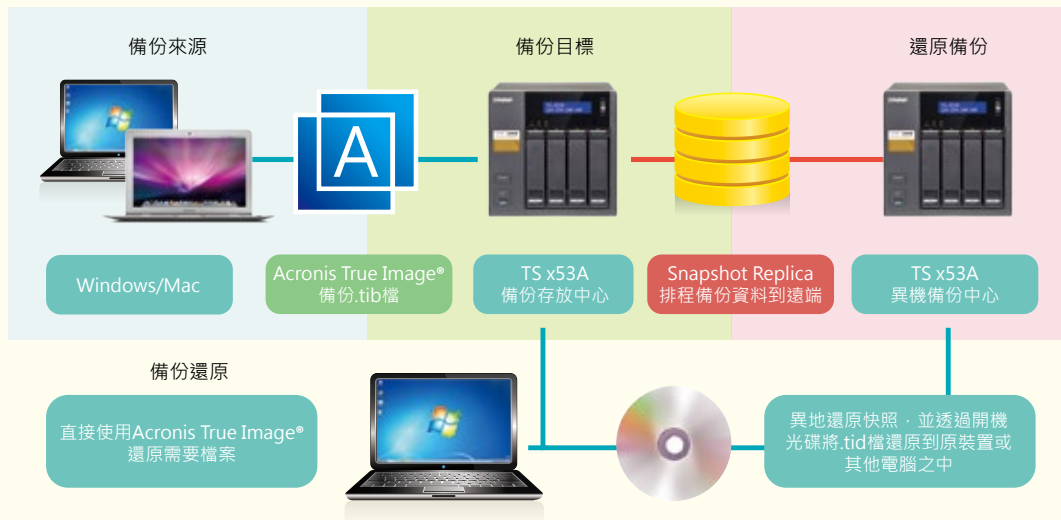 備份來源
備份目標
還原備份
A
Windows/Mac
Acronis True Image®
備份.tib檔
TS x53A
備份存放中心
Snapshot Replica
排程備份資料到遠端
TS x53A
異機備份中心
備份還原
直接使用Acronis True Image®
還原需要檔案
異地還原快照，並透過開機
光碟將.tid檔還原到原裝置或
其他電腦之中